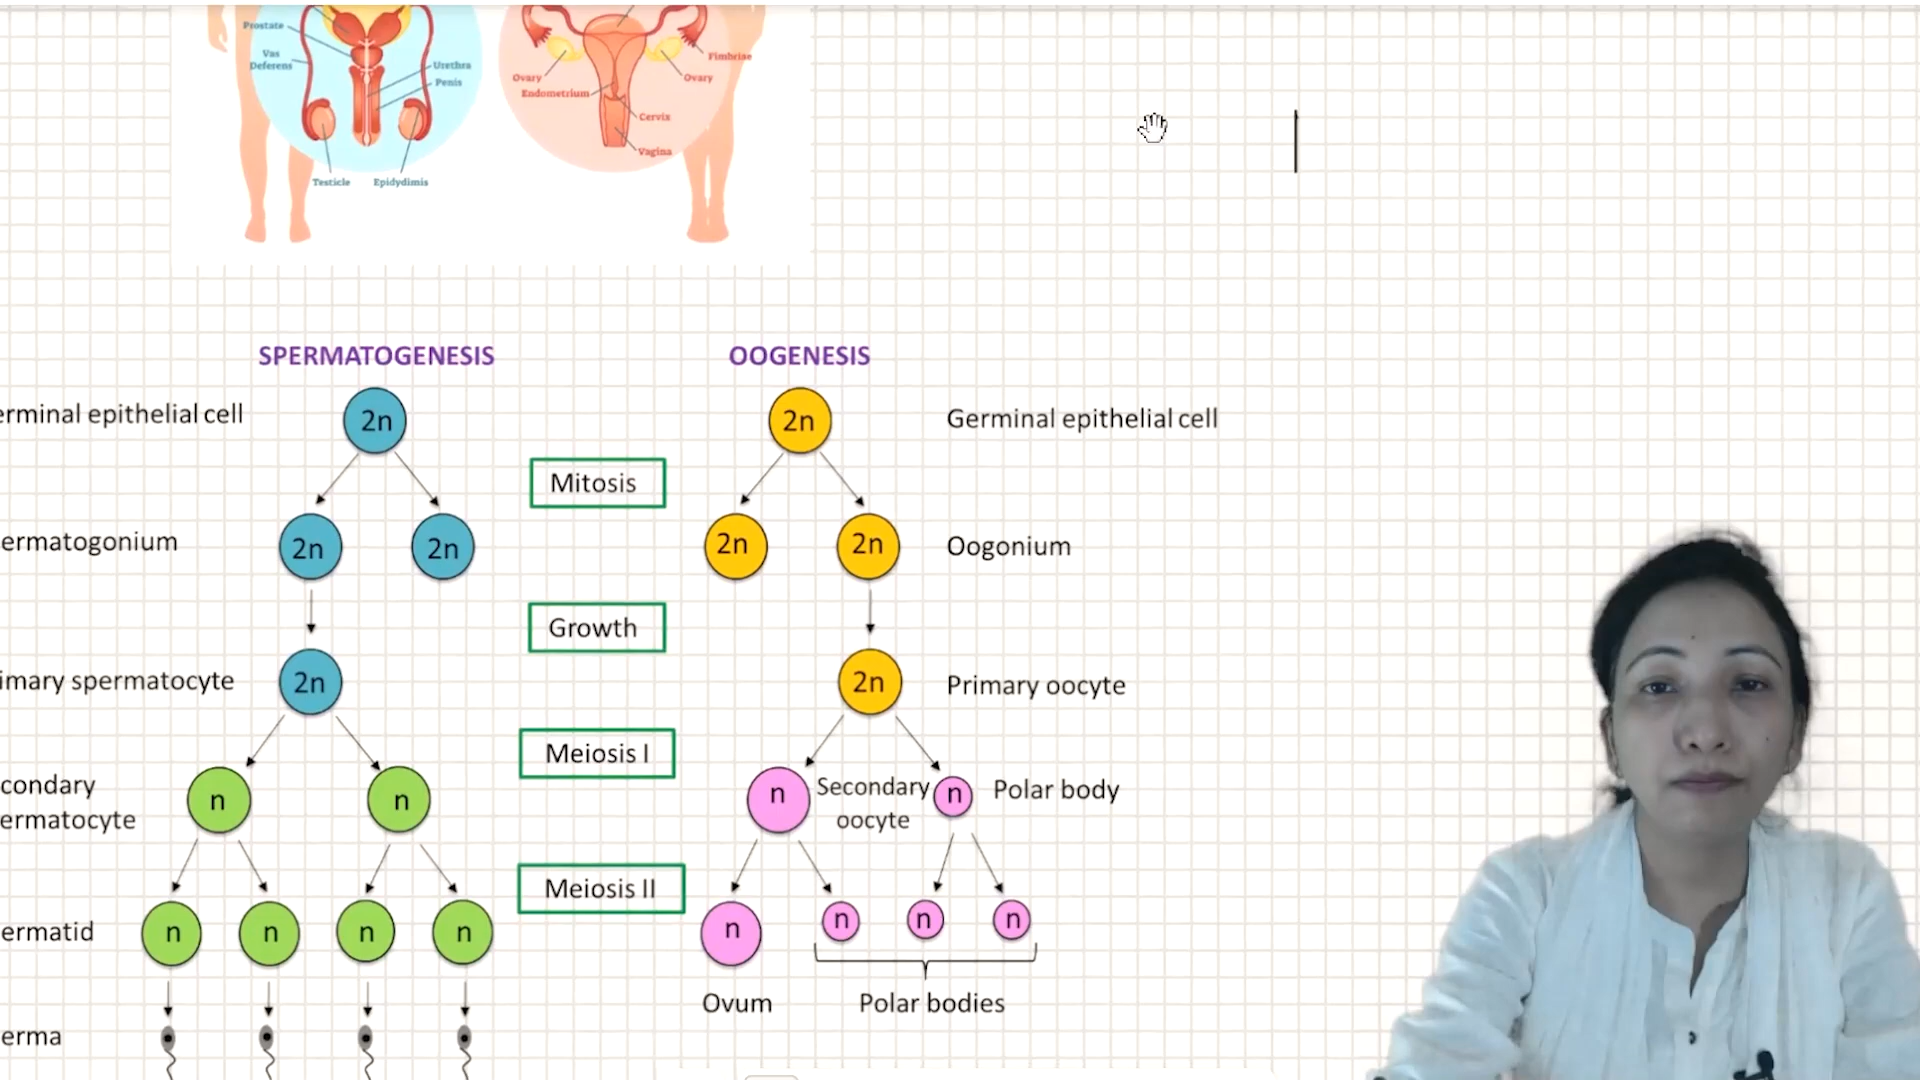 Prostate
Vas
Deferens
Urethra
Penis
Testicle
Epidydimis
Ovary
Endometrium
Fimbriae
Ovary
Cervix
Vagina
SPERMATOGENESIS
OOGENESIS
erminal epithelial cell
2n
2n
Germinal epithelial cell
Mitosis
ermatogonium
2n
2n
2n
2n
Oogonium
Growth
imary spermatocyte
2n
2n
Primary oocyte
Meiosis I
condary
ermatocyte
n
n
n
Secondary
oocyte
n
Polar body
Meiosis II
ermatid
n
n
n
n
n
n
n
n
Ovum
Polar bodies
erma